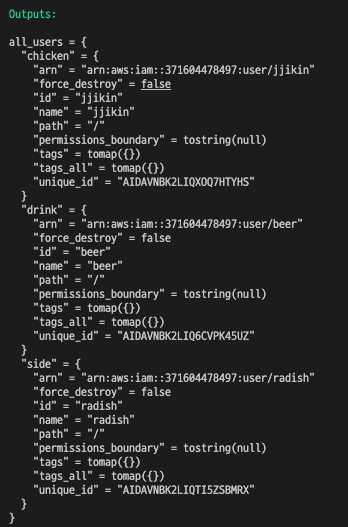 Outputs:
all_users = {
  "chicken" = {
    "arn" = "arn:aws:iam::371604478497:user/jjikin"
    "force_destroy" = false
    "id" = "jjikin"
    "name" = "jjikin"
    "path" = "/"
    "permissions_boundary" = tostring(null)
    "tags" = tomap({})
    "tags_all" = tomap({})
    "unique_id" = "AIDAVNBK2LIQXOQ7HTYHS"
  }
  "drink" = {
    "arn" = "arn:aws:iam::371604478497:user/beer"
    "force_destroy" = false
    "id" = "beer"
    "name" = "beer"
    "path" = "/"
    "permissions_boundary" = tostring(null)
    "tags" = tomap({})
    "tags_all" = tomap({})
    "unique_id" = "AIDAVNBK2LIQ6CVPK45UZ"
  }
  "side" = {
    "arn" = "arn:aws:iam::371604478497:user/radish"
    "force_destroy" = false
    "id" = "radish"
    "name" = "radish"
    "path" = "/"
    "permissions_boundary" = tostring(null)
    "tags" = tomap({})
    "tags_all" = tomap({})
    "unique_id" = "AIDAVNBK2LIQTI5ZSBMRX"
  }
}